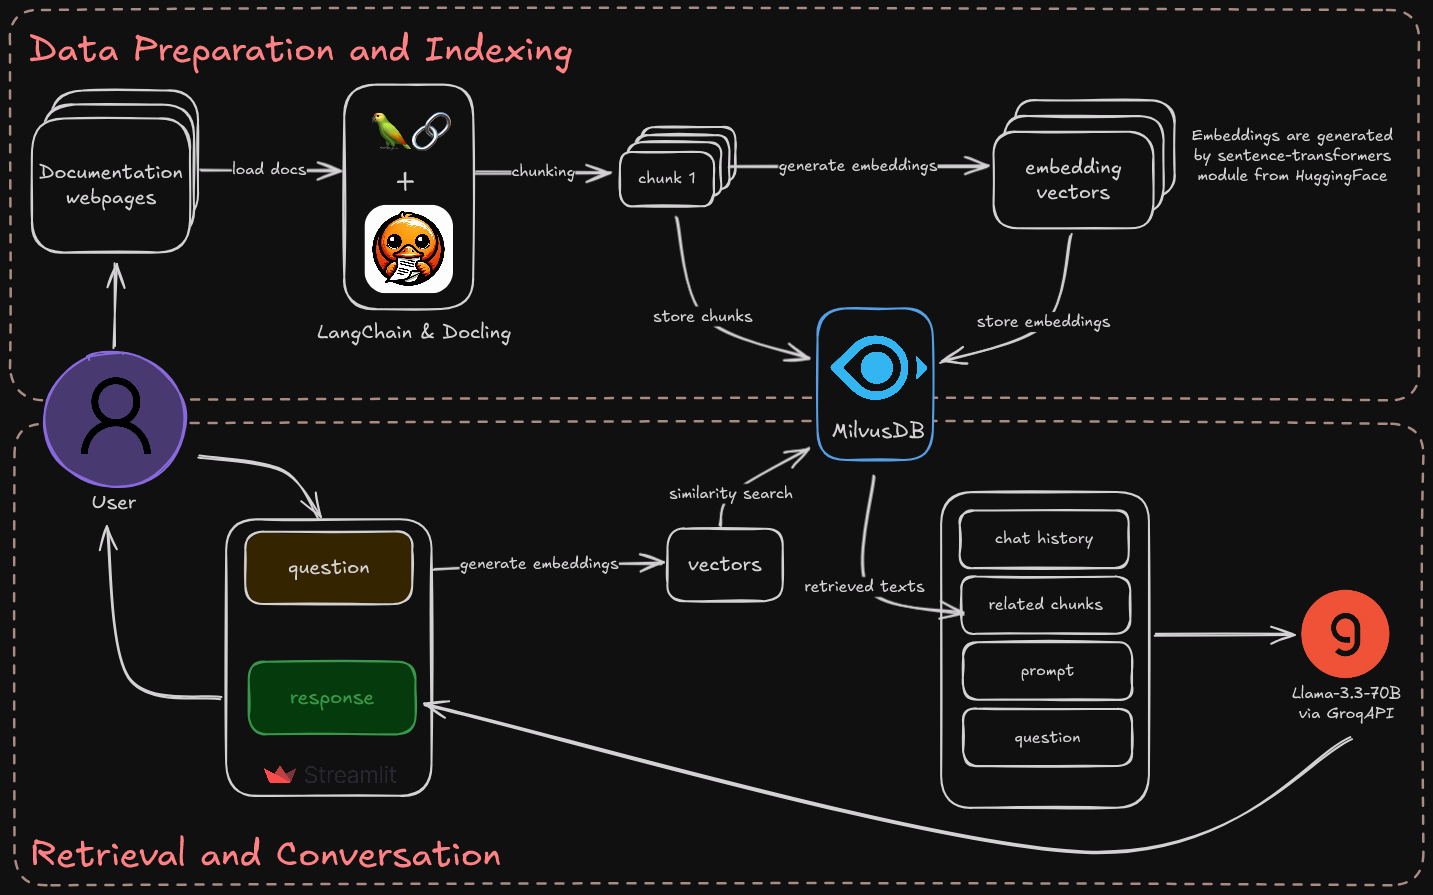 Data Preparation and Indexing
Documentation
webpages
load docs
+
LangChain & Docling
chunking
chunk 1
generate embeddings
embedding
vectors
Embeddings are generated
by sentence-transformers
module from HuggingFace
store chunks
store embeddings
MilvusDB
User
question
response
Streamlit
generate embeddings
vectors
similarity search
retrieved texts
chat history
related chunks
prompt
question
g
Llama-3.3-70B
via GroqAPI
Retrieval and Conversation